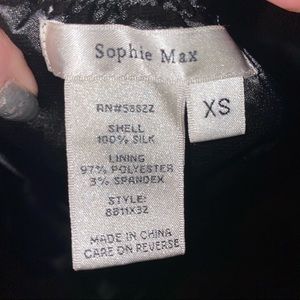 Sophie Max
XS
RN#58822
SHELL
100% SILK
LINING
97% POLYESTER
3% SPANDEX
STYLE:
8811X32
MADE IN CHINA
CARE ON REVERSE